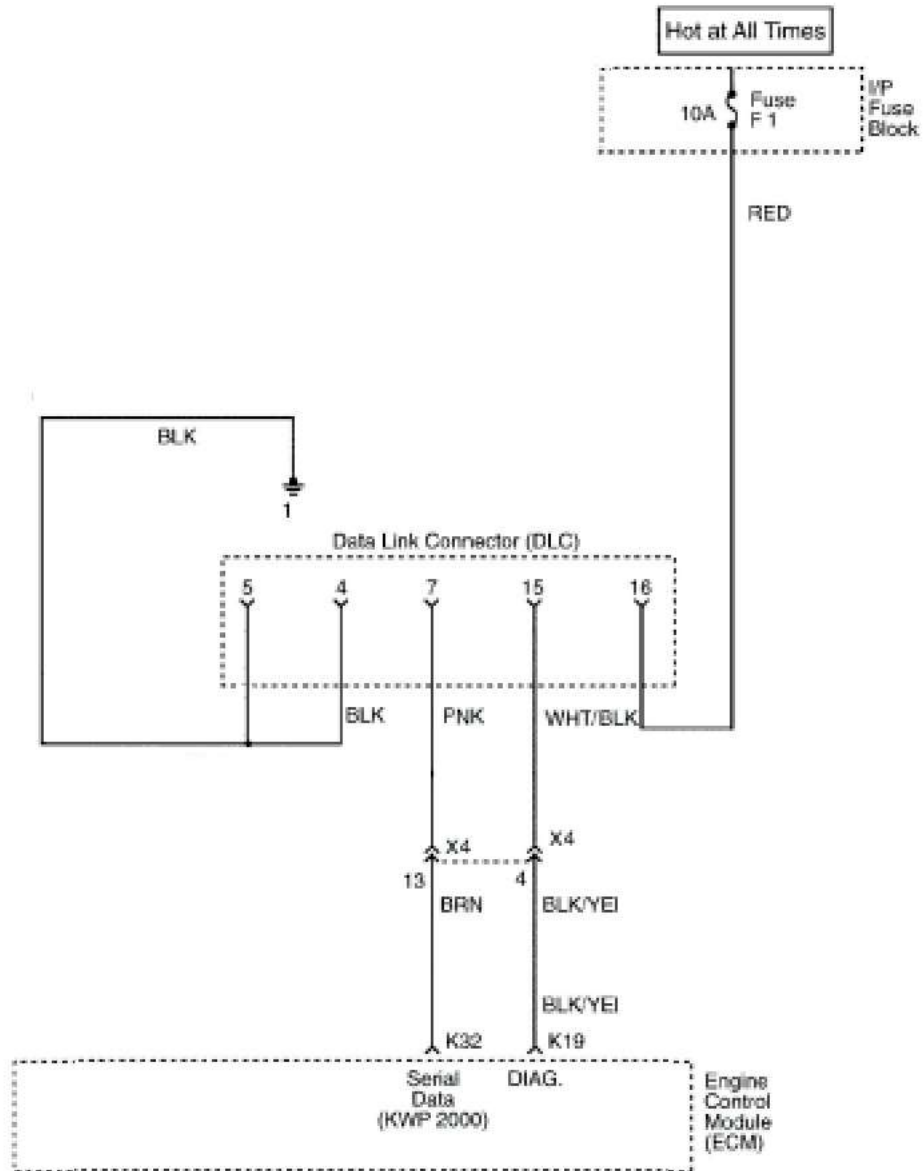 Hot at All Times
10A
Fuse
F 1
I/P
Fuse
Block
RED
BLK
1
Data Link Connector (DLC)
5 4 7 15 16
BLK PNK WHT/BLK
X4 X4
13 4
BRN BLK/YEl
BLK/YEl
K32 K19
Serial
Data
(KWP 2000)
DIAG.
Engine
Control
Module
(ECM)